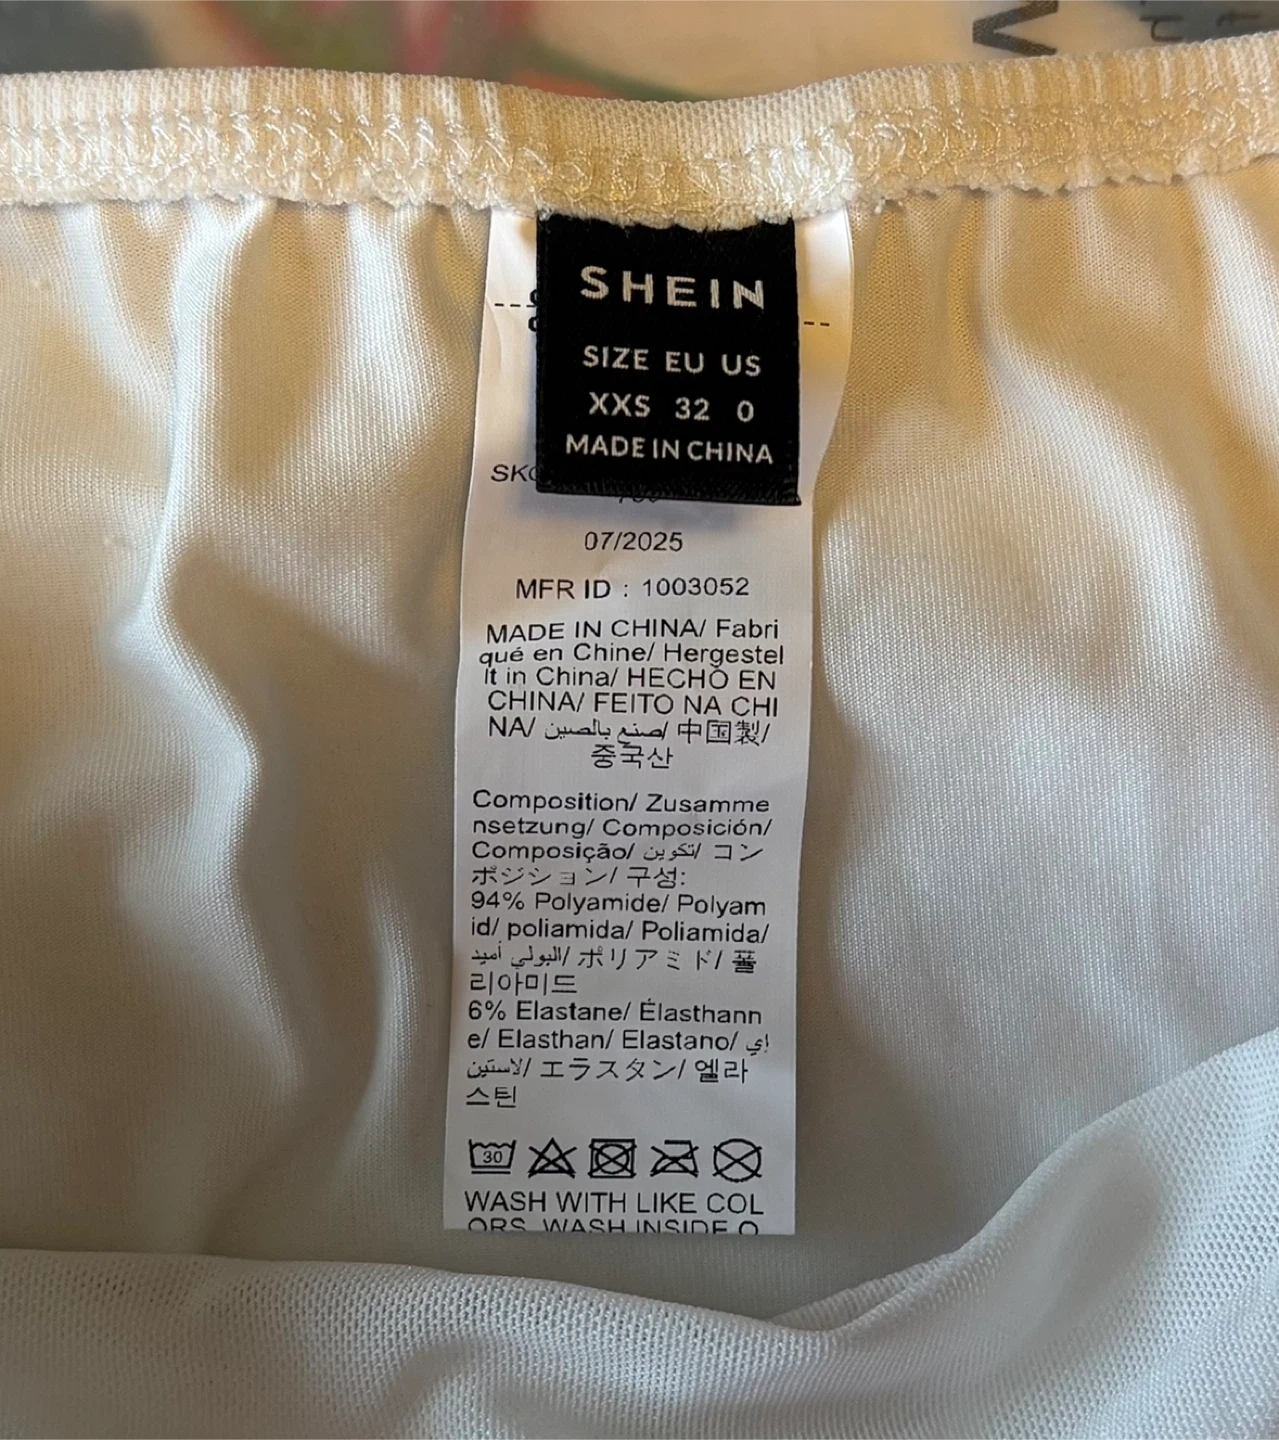 SHEIN
SIZE EU US
XXS 32 0
MADE IN CHINA
07/2025
MFR ID : 1003052
MADE IN CHINA/ Fabri
qué en Chine/ Hergestel
lt in China/ HECHO EN
CHINA/ FEITO NA CHI
NA/ صنع بالصين/ 中国製/
중국산
Composition/ Zusamme
nsetzung/ Composición/
Composição/ تكوين/ コン
ポジション/ 구성:
94% Polyamide/ Polyam
id/ poliamida/ Poliamida/
البولي أميد/ ポリアミド/ 폴
리아미드
6% Elastane/ Élasthann
e/ Elasthan/ Elastano/ إي
لاستين/ エラスタン/ 엘라
스틴
30
WASH WITH LIKE COL
ORS, WASH INSIDE O